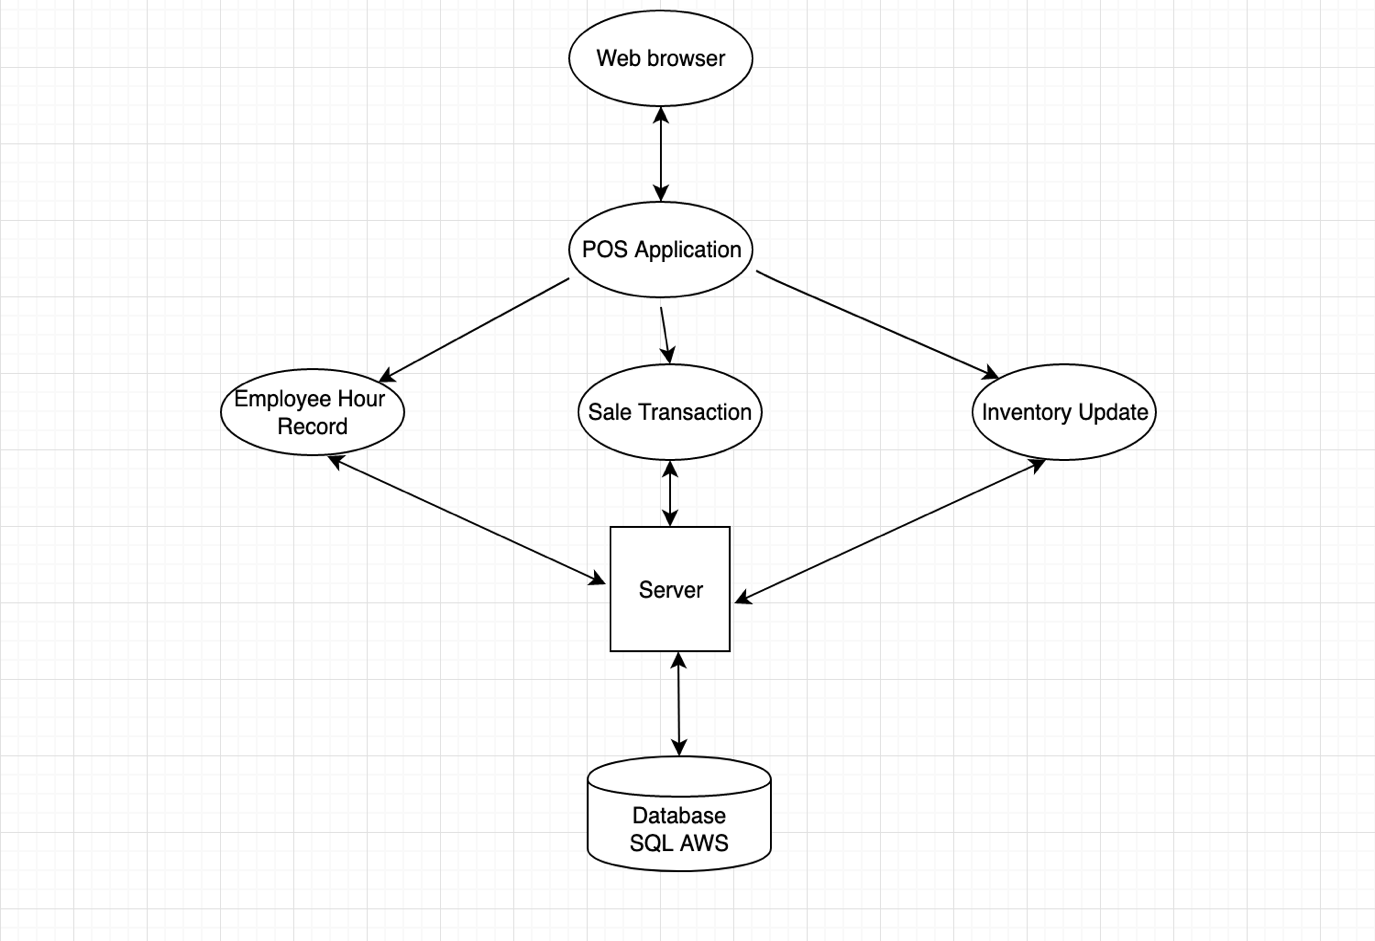 Web browser
POS Application
Employee Hour
Record
Sale Transaction
Inventory Update
Server
Database
SQL AWS